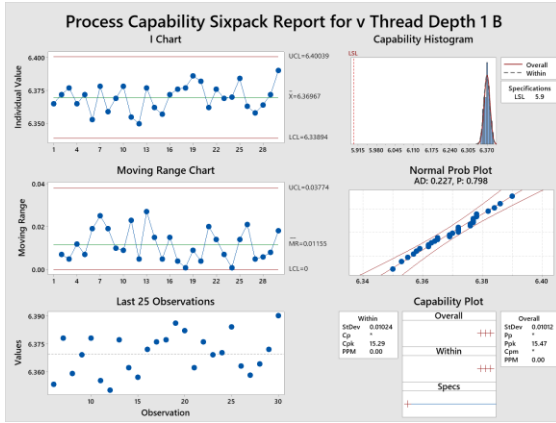 Process Capability Sixpack Report for v Thread Depth 1 B
I Chart
Individual Value
6.400
6.375
6.350
1 4 7 10 13 16 19 22 25 28
UCL=6.40039
X=6.36967
LCL=6.33894
Capability Histogram
LSL
5.915 5.980 6.045 6.110 6.175 6.240 6.305 6.370
Overall
Within
Specifications
LSL 5.9
Moving Range Chart
Moving Range
0.04
0.02
0.00
1 4 7 10 13 16 19 22 25 28
UCL=0.03774
MR=0.01155
LCL=0
Normal Prob Plot
AD: 0.227, P: 0.798
6.34 6.36 6.38 6.40
Last 25 Observations
Values
6.390
6.375
6.360
10 15 20 25 30
Observation
Capability Plot
Within
StDev 0.01024
Cp *
Cpk 15.29
PPM 0.00
Overall
Within
Specs
Overall
StDev 0.01012
Pp *
Ppk 15.47
Cpm *
PPM 0.00